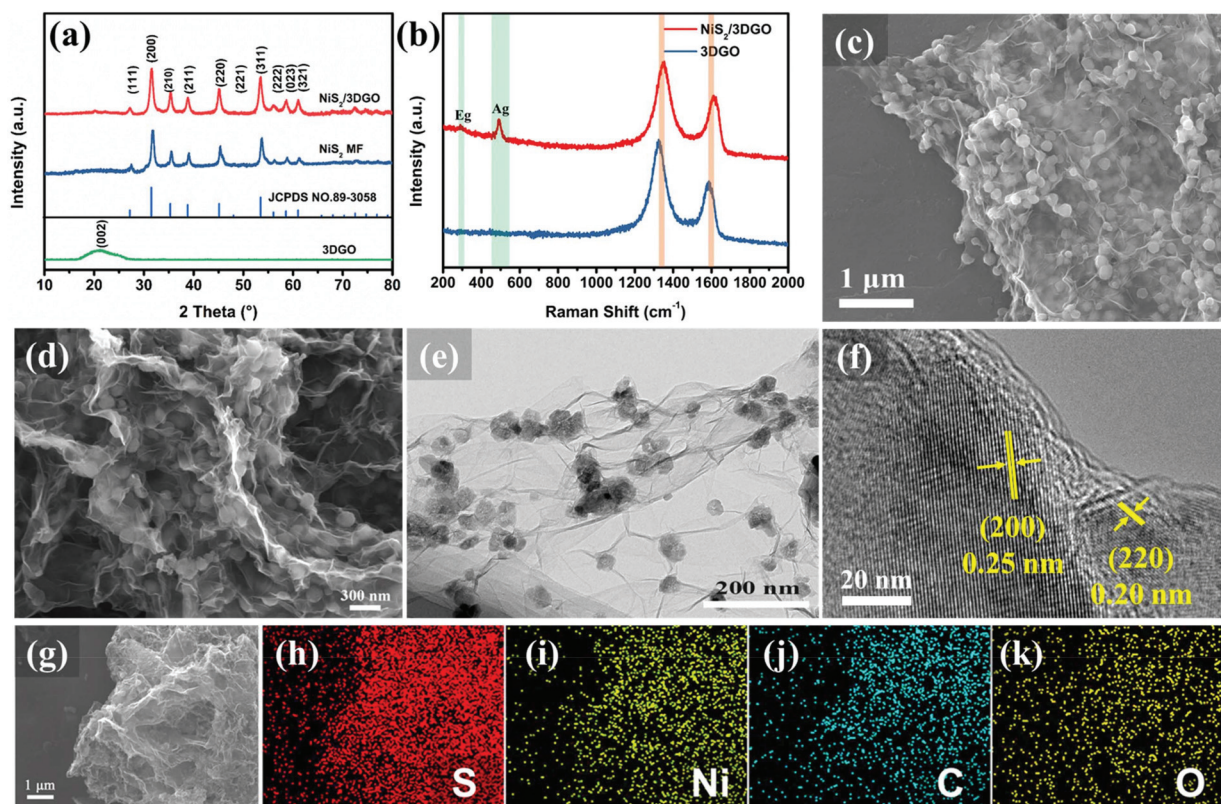 (a)
Intensity (a.u.)
(111)
(200)
(210)
(211)
(220)
(221)
(311)
(222)
(023)
(321)
NiS₂/3DGO
NiS₂ MF
JCPDS NO.89-3058
(002)
3DGO
10 20 30 40 50 60 70 80
2 Theta (°)
(b)
Intensity (a.u.)
NiS₂/3DGO
3DGO
Eg
Ag
200 400 600 800 1000 1200 1400 1600 1800 2000
Raman Shift (cm⁻¹)
(c)
1 μm
(d)
300 nm
(e)
200 nm
(f)
(200)
0.25 nm
(220)
0.20 nm
20 nm
(g)
1 μm
(h)
S
(i)
Ni
(j)
C
(k)
O